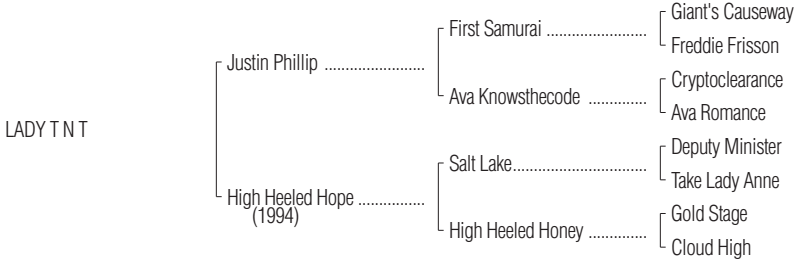 Giant's Causeway
First Samurai ........................
Freddie Frisson
Justin Phillip ........................
Cryptoclearance
Ava Knowsthecode ..............
Ava Romance
LADY T N T
Deputy Minister
Salt Lake................................
Take Lady Anne
High Heeled Hope ................
(1994)
Gold Stage
High Heeled Honey ..............
Cloud High